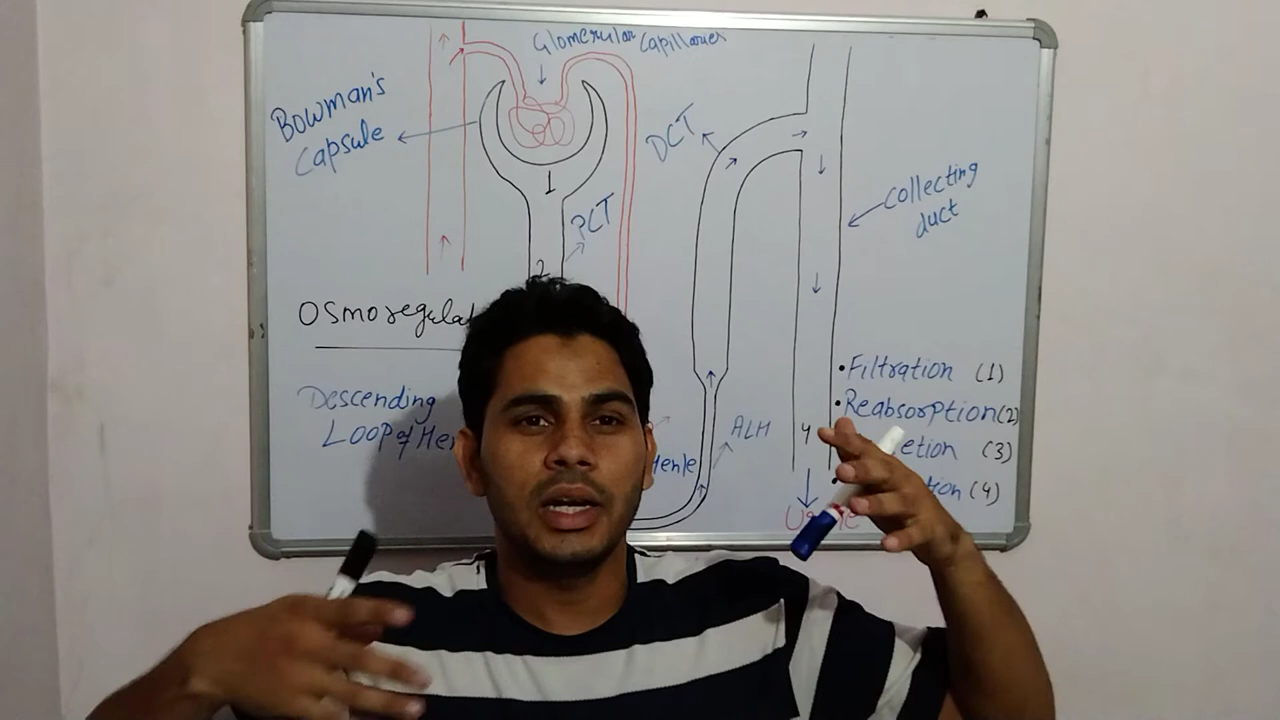 Glomerular Capillaries
Bowman's
Capsule
1
PCT
2
DCT
Collecting
duct
Osmoregulat
Descending
Loop of Hen
Henle
ALH
•Filtration (1)
•Reabsorption(2)
etion (3)
tion (4)
4